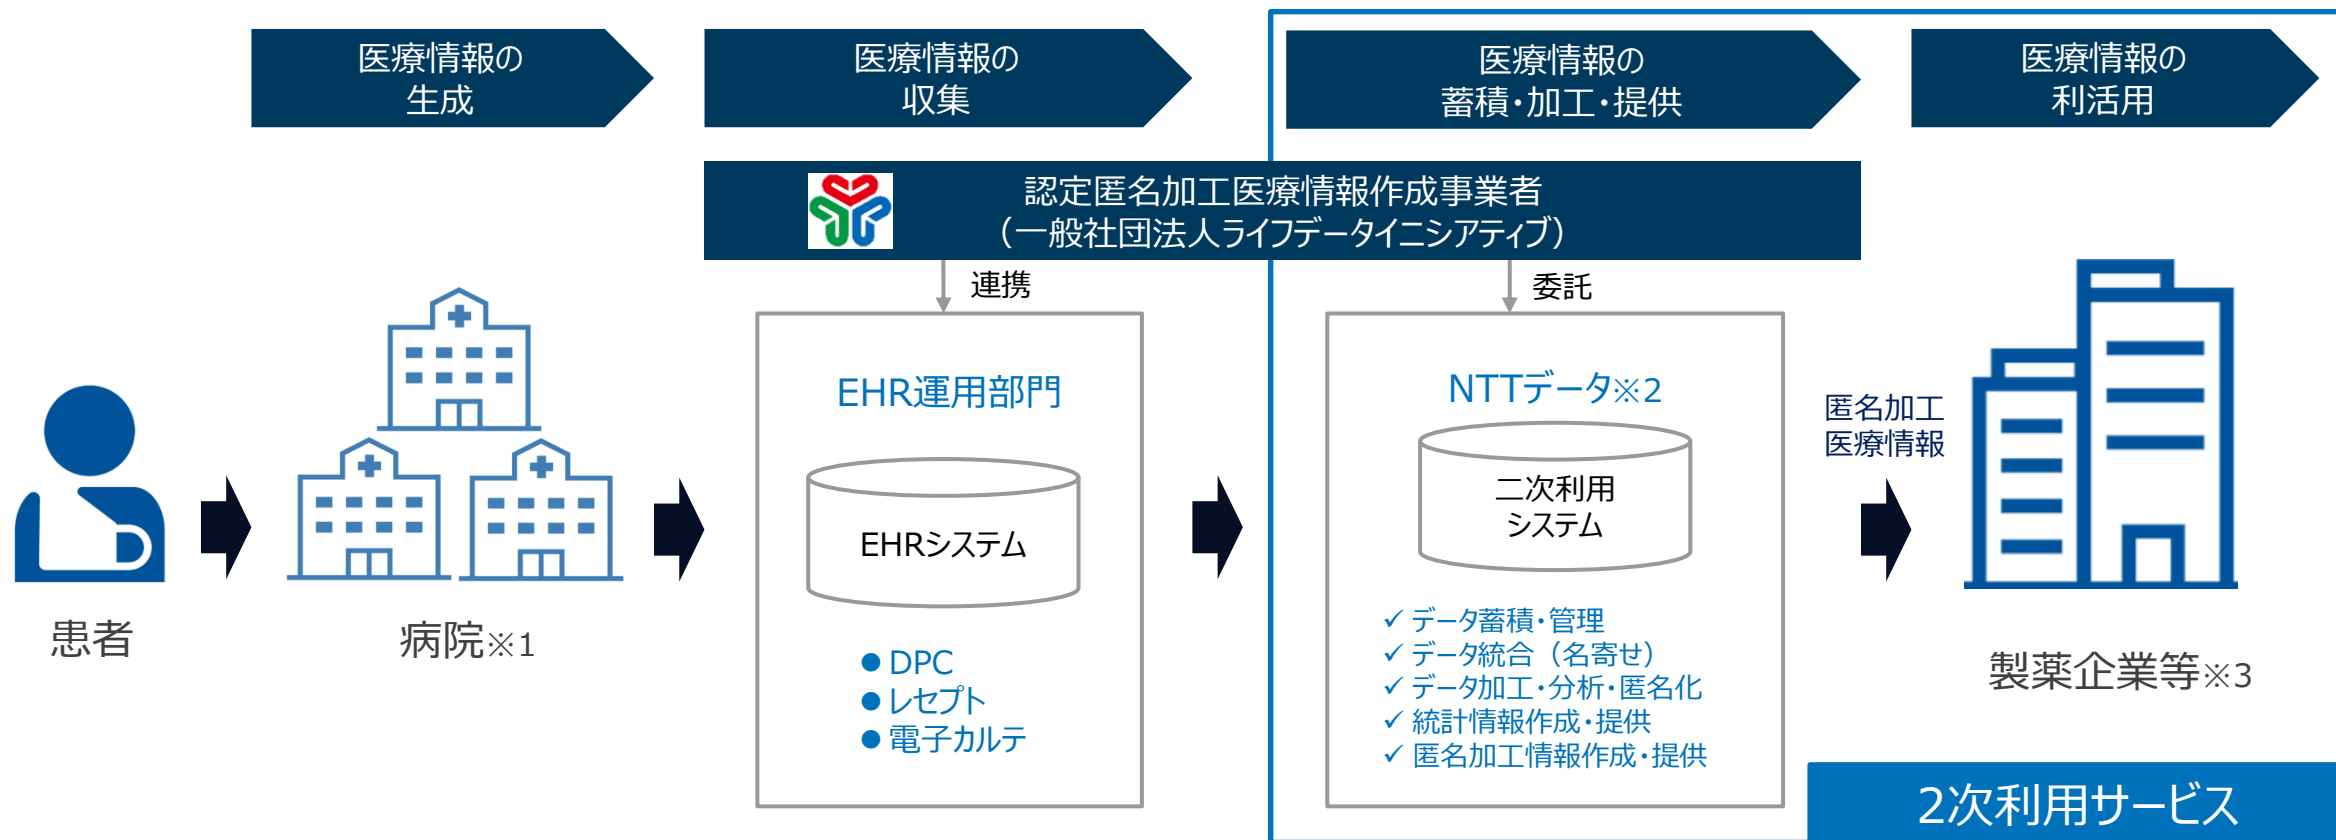 医療情報の
生成
医療情報の
収集
医療情報の
蓄積・加工・提供
医療情報の
利活用
認定匿名加工医療情報作成事業者
（一般社団法人ライフデータイニシアティブ）
連携
委託
患者
病院※1
EHR運用部門
EHRシステム
●DPC
●レセプト
●電子カルテ
NTTデータ※2
二次利用
システム
✓データ蓄積・管理
✓データ統合（名寄せ）
✓データ加工・分析・匿名化
✓統計情報作成・提供
✓匿名加工情報作成・提供
匿名加工
医療情報
製薬企業等※3
2次利用サービス